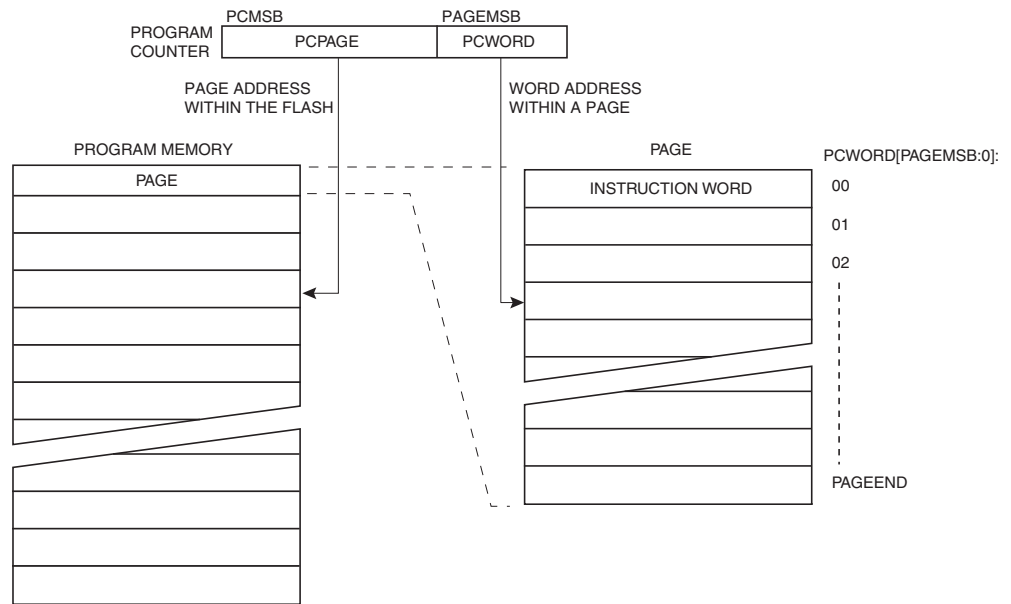 PCMSB
PAGEMSB
PROGRAM
COUNTER
PCPAGE
PCWORD
PAGE ADDRESS
WITHIN THE FLASH
WORD ADDRESS
WITHIN A PAGE
PROGRAM MEMORY
PAGE
PAGE
INSTRUCTION WORD
PCWORD[PAGEMSB:0]:
00
01
02
PAGEEND